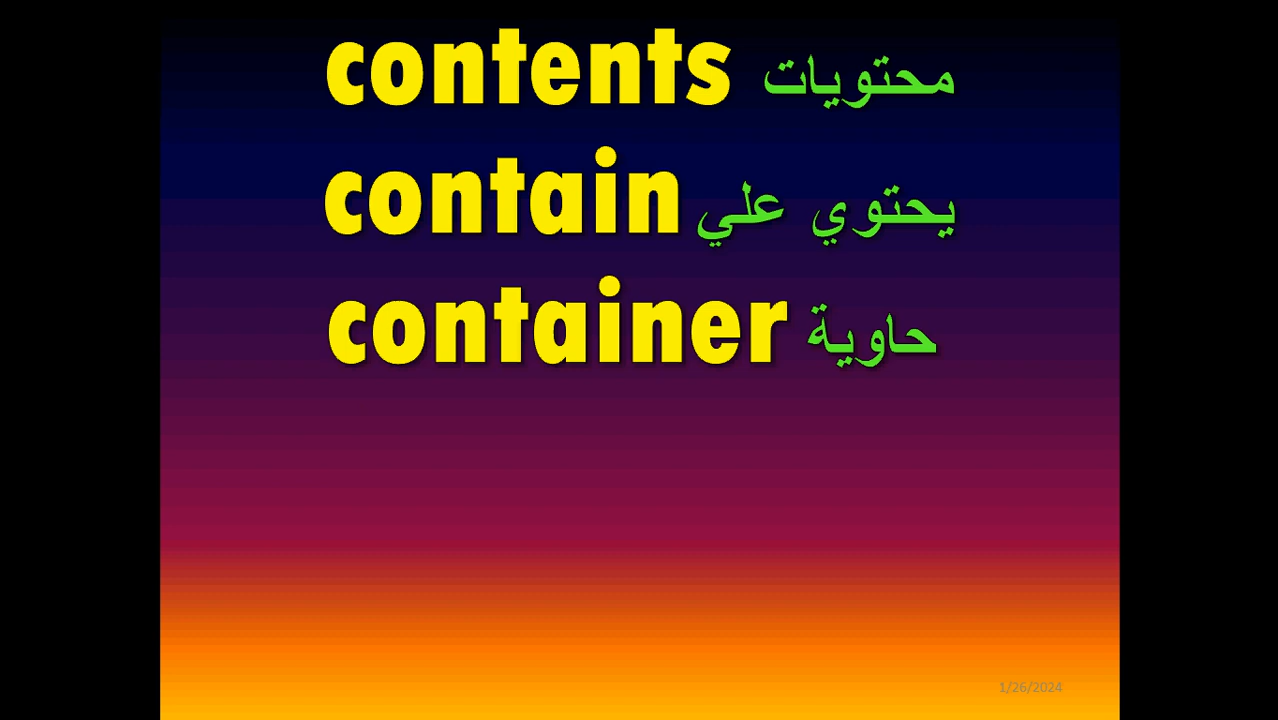 contents محتويات
contain يحتوي علي
container حاوية
1/26/2024